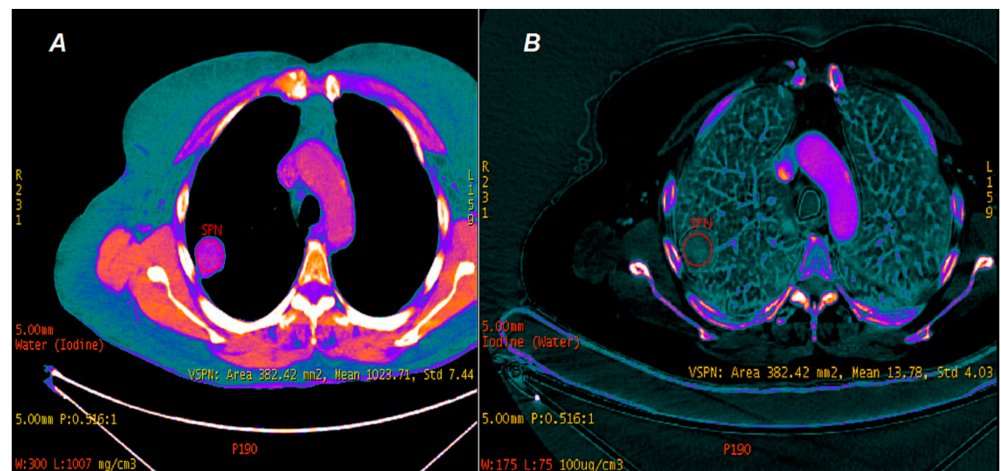 A
R
2
3
1
SPN
5.00mm
Water (Iodine)
VSPN: Area 382.42 mm2, Mean 1023.71, Std 7.44
5.00mm P:0.516:1
P190
W:300 L:1007 mg/cm3
L
1
5
9
B
R
2
3
1
SPN
5.00mm
Iodine (Water)
VSPN: Area 382.42 mm2, Mean 13.78, Std 4.03
5.00mm P:0.516:1
P190
W:175 L:75 100ug/cm3
L
1
5
9